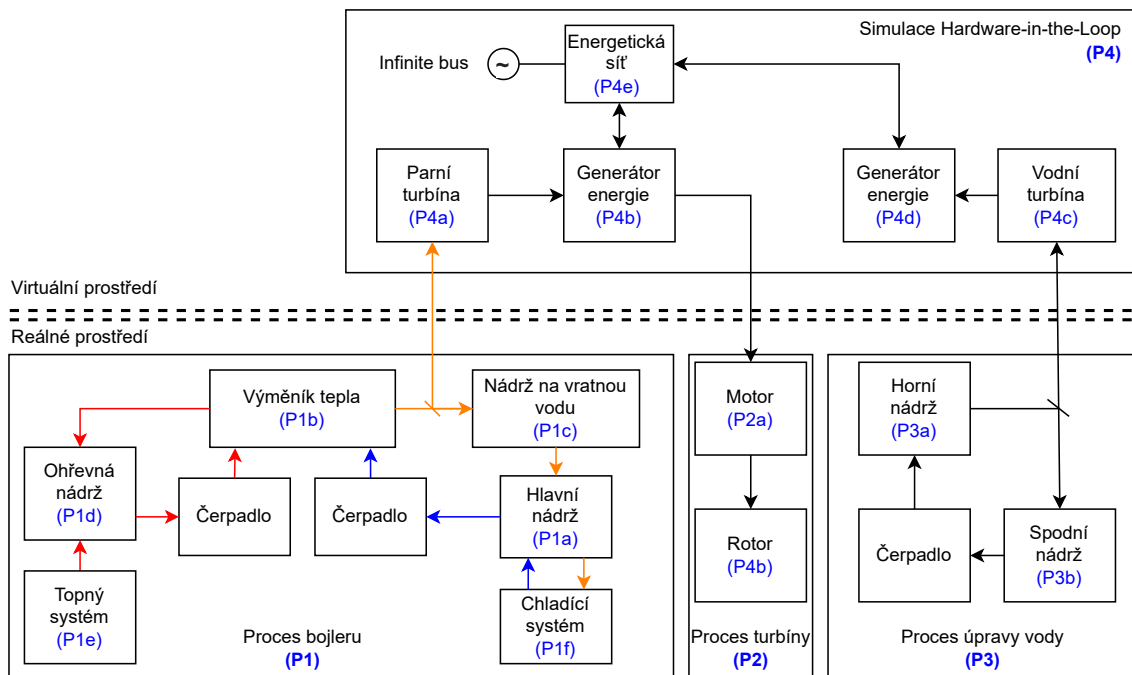 Simulace Hardware-in-the-Loop
(P4)
Infinite bus
~
Energetická
síť
(P4e)
Parní
turbína
(P4a)
Generátor
energie
(P4b)
Generátor
energie
(P4d)
Vodní
turbína
(P4c)
Virtuální prostředí
Reálné prostředí
Výměník tepla
(P1b)
Nádrž na vratnou
vodu
(P1c)
Ohřevná
nádrž
(P1d)
Čerpadlo
Čerpadlo
Hlavní
nádrž
(P1a)
Topný
systém
(P1e)
Chladící
systém
(P1f)
Proces bojleru
(P1)
Motor
(P2a)
Rotor
(P4b)
Proces turbíny
(P2)
Horní
nádrž
(P3a)
Čerpadlo
Spodní
nádrž
(P3b)
Proces úpravy vody
(P3)